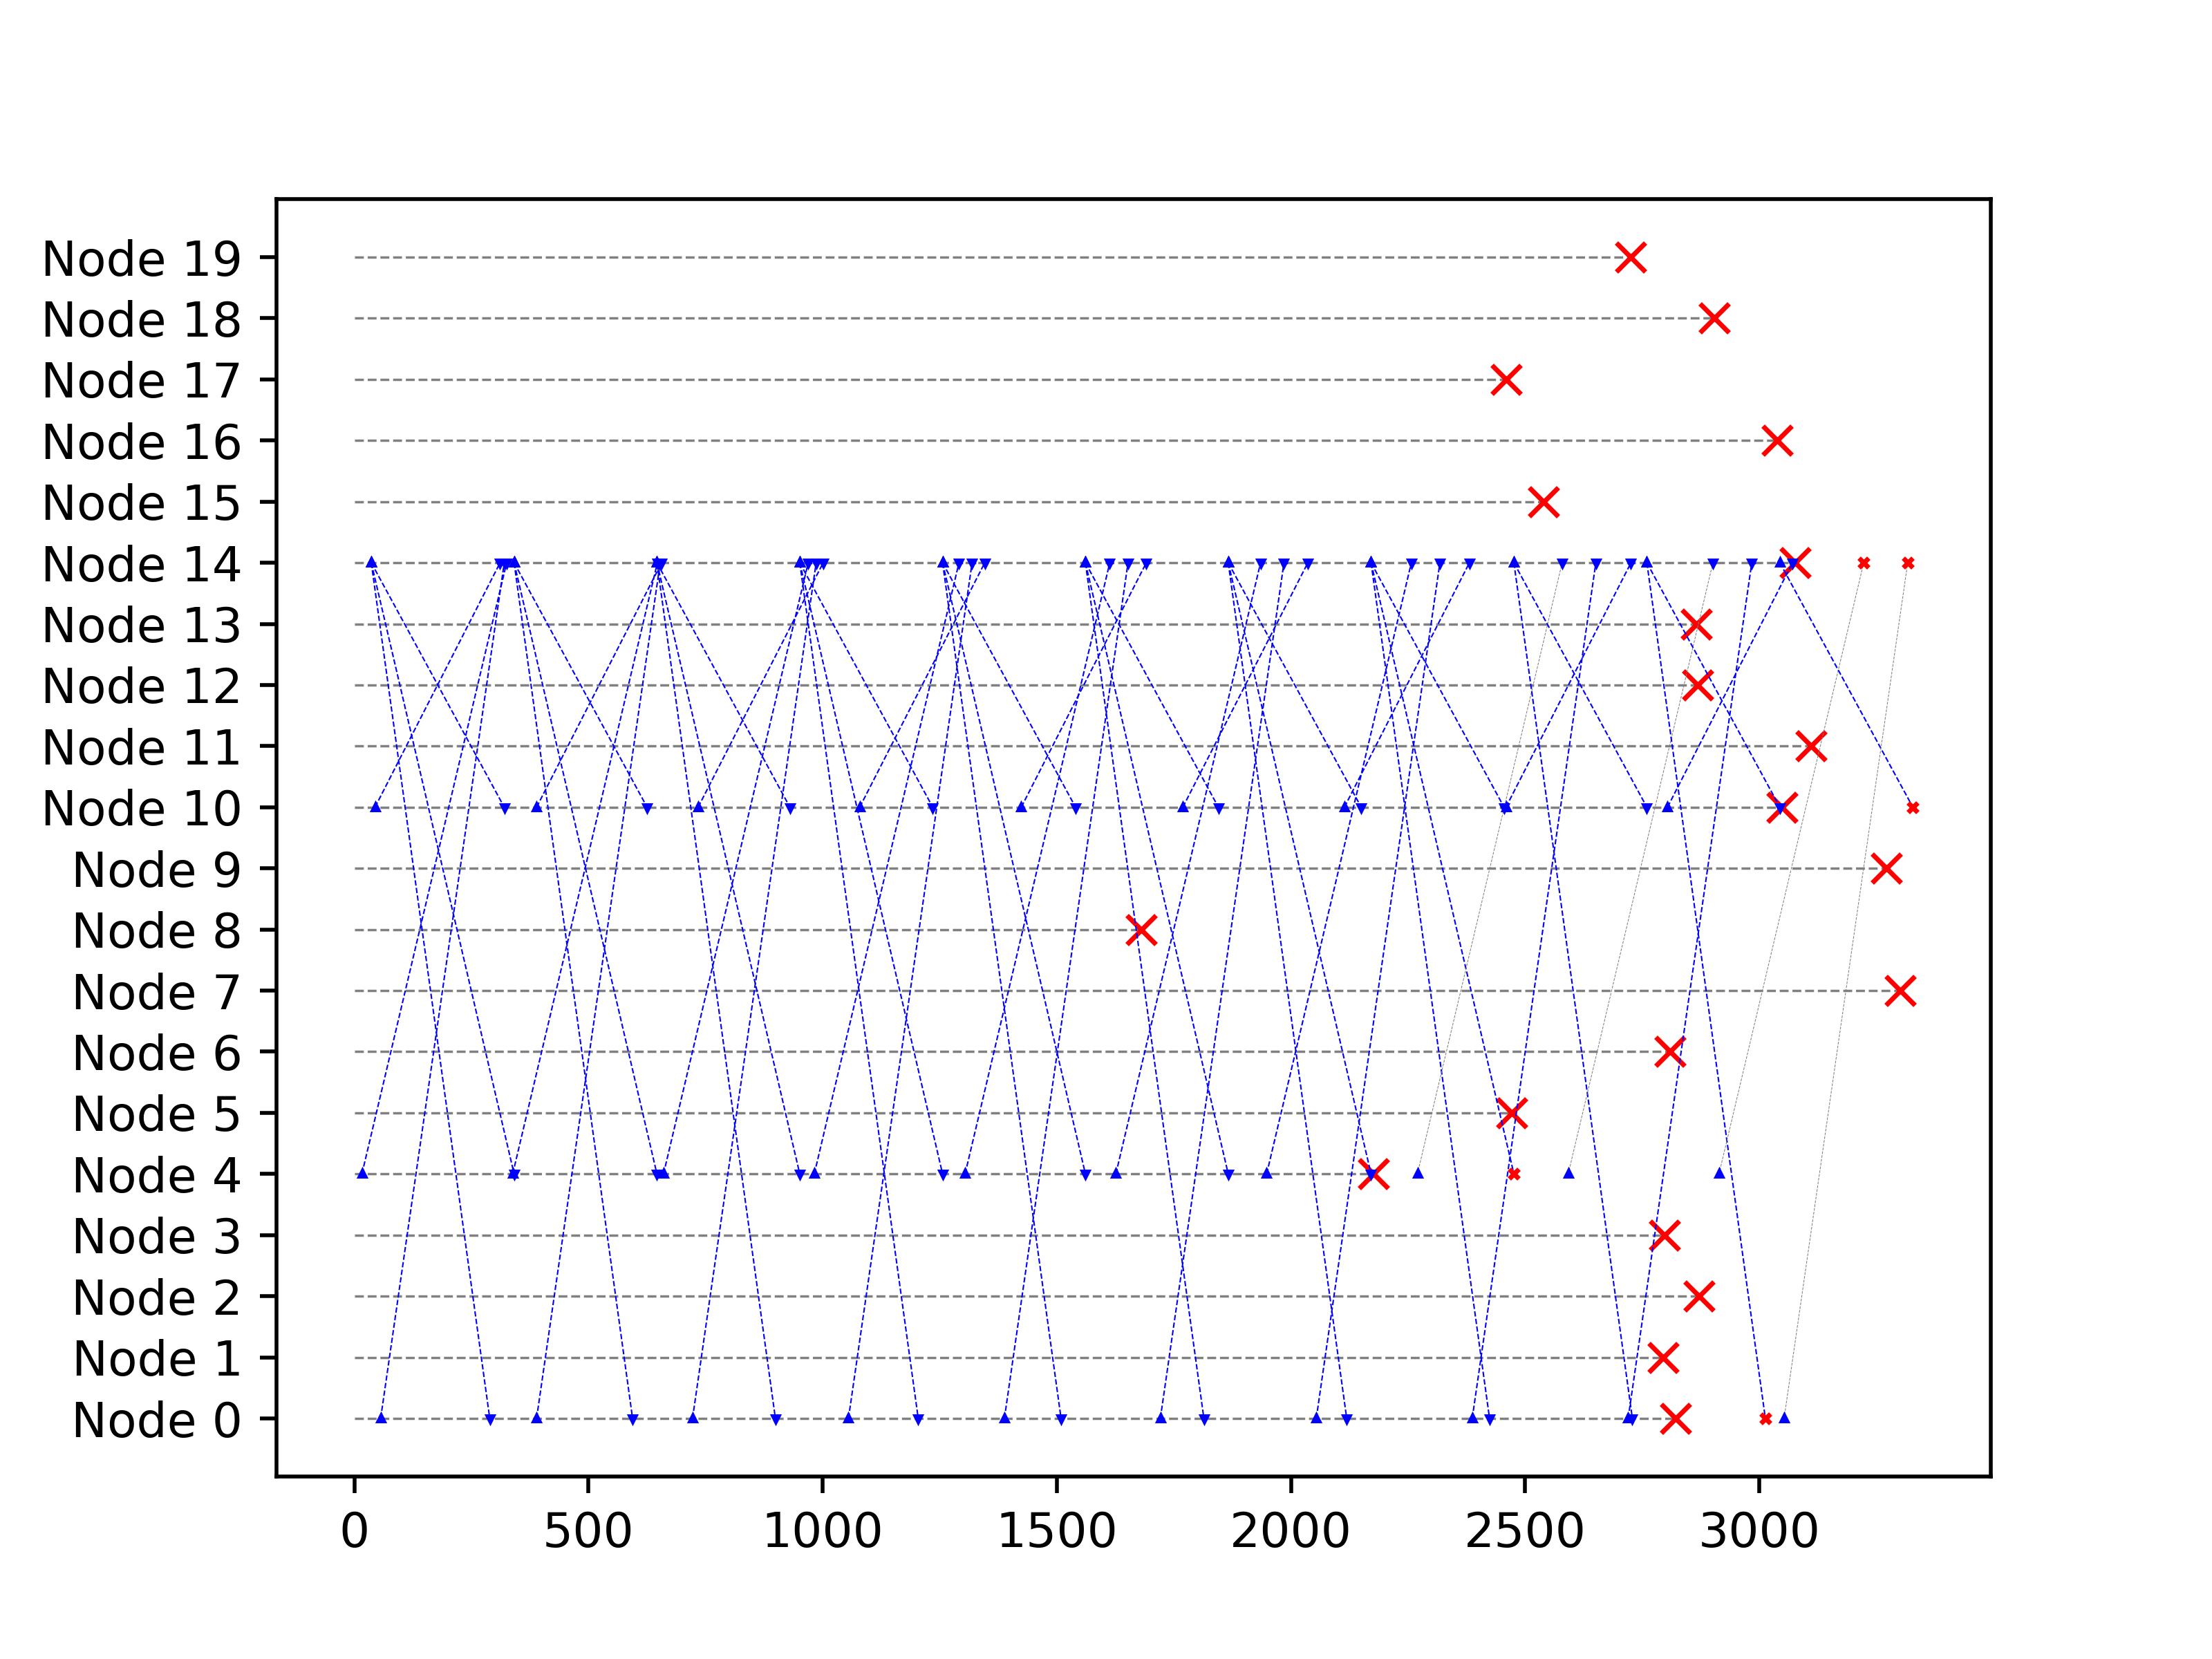 Node 19
Node 18
Node 17
Node 16
Node 15
Node 14
Node 13
Node 12
Node 11
Node 10
Node 9
Node 8
Node 7
Node 6
Node 5
Node 4
Node 3
Node 2
Node 1
Node 0
0 500 1000 1500 2000 2500 3000